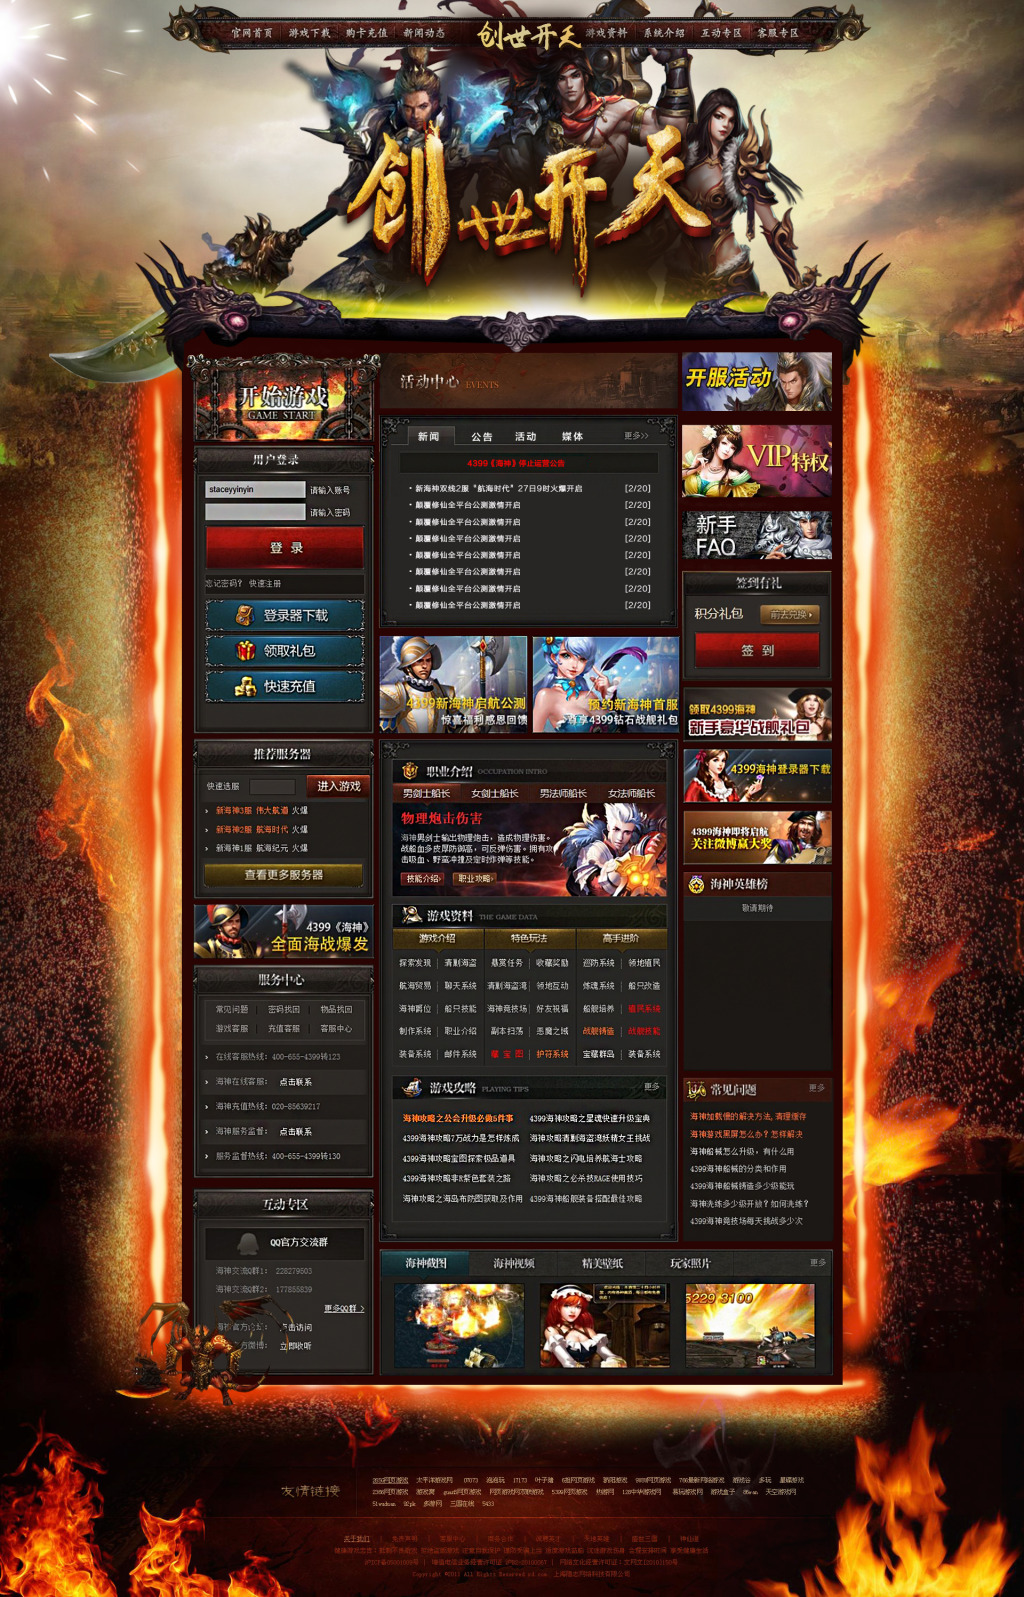 官网首页 游戏下载 购卡充值 新闻动态 创世开天 游戏资料 系统介绍 互动专区 客服专区
创世开天
开始游戏
GAME START
用户登录
staceyyinyin 请输入账号
请输入密码
登 录
忘记密码? 快速注册
登录器下载
领取礼包
快速充值
活动中心 EVENTS
新闻 公告 活动 媒体 更多>>
4399《海神》停止运营公告
· 新海神双线2服“航海时代”27日9时火爆开启 [2/20]
· 颠覆修仙全平台公测激情开启 [2/20]
· 颠覆修仙全平台公测激情开启 [2/20]
· 颠覆修仙全平台公测激情开启 [2/20]
· 颠覆修仙全平台公测激情开启 [2/20]
· 颠覆修仙全平台公测激情开启 [2/20]
· 颠覆修仙全平台公测激情开启 [2/20]
· 颠覆修仙全平台公测激情开启 [2/20]
4399新海神启航公测
惊喜福利感恩回馈
预约新海神首服
尊享4399钻石战舰礼包
开服活动
VIP特权
新手
FAQ
签到有礼
积分礼包 前去兑换
签 到
领取4399海神
新手豪华战舰礼包
4399海神登录器下载
4399海神即将启航
关注微博赢大奖
海神英雄榜
敬请期待
推荐服务器
快速选服 进入游戏
› 新海神3服 伟大航道 火爆
› 新海神2服 航海时代 火爆
› 新海神1服 航海纪元 火爆
查看更多服务器
4399《海神》
全面海战爆发
服务中心
常见问题 | 密码找回 | 物品找回
游戏客服 | 充值客服 | 客服中心
› 在线客服热线: 400-655-4399转123
› 海神在线客服: 点击联系
› 海神充值热线: 020-85639217
› 海神服务监督: 点击联系
› 服务监督热线: 400-655-4399转130
互动专区
QQ官方交流群
海神交流Q群1: 228279503
海神交流Q群2: 177855839
更多QQ群 >
点击访问
立即收听
职业介绍 OCCUPATION INTRO
男剑士船长 女剑士船长 男法师船长 女法师船长
物理炮击伤害
海神男剑士输出物理炮击，造成物理伤害。
战船血多皮厚防御高，可反弹伤害。拥有攻
击吸血、野蛮冲撞及定时炸弹等技能。
技能介绍› 职业攻略›
游戏资料 THE GAME DATA
游戏介绍 特色玩法 高手进阶
探索发现 | 清剿海盗 悬赏任务 | 收藏奖励 巡防系统 | 领地殖民
航海贸易 | 聊天系统 清剿海盗湾 | 领地互动 炼魂系统 | 船只改造
海神爵位 | 船只技能 海神竞技场 | 好友祝福 船舰培养 | 殖民系统
制作系统 | 职业介绍 副本扫荡 | 恶魔之域 战舰铸造 | 战舰技能
装备系统 | 邮件系统 藏 宝 图 | 护符系统 宝藏群岛 | 装备系统
游戏攻略 PLAYING TIPS 更多
海神攻略之公会升级必做5件事 4399海神攻略之星魂快速升级宝典
4399海神攻略7万战力是怎样炼成 海神攻略清剿海盗湾妖精女王挑战
4399海神攻略宝图探索极品道具 海神攻略之闪电培养航海士攻略
4399海神攻略非R紫色套装之路 海神攻略之必杀技RAGE使用技巧
海神攻略之海岛布防图获取及作用 4399海神船舰装备搭配最佳攻略
常见问题 更多
海神加载慢的解决方法, 清理缓存
海神游戏黑屏怎么办? 怎样解决
海神船械怎么升级, 有什么用
4399海神船械的分类和作用
4399海神船械铸造多少级能玩
海神洗练多少级开放? 如何洗练?
4399海神竞技场每天挑战多少次
海神截图 海神视频 精美壁纸 玩家照片 更多
5229 3100
友情链接